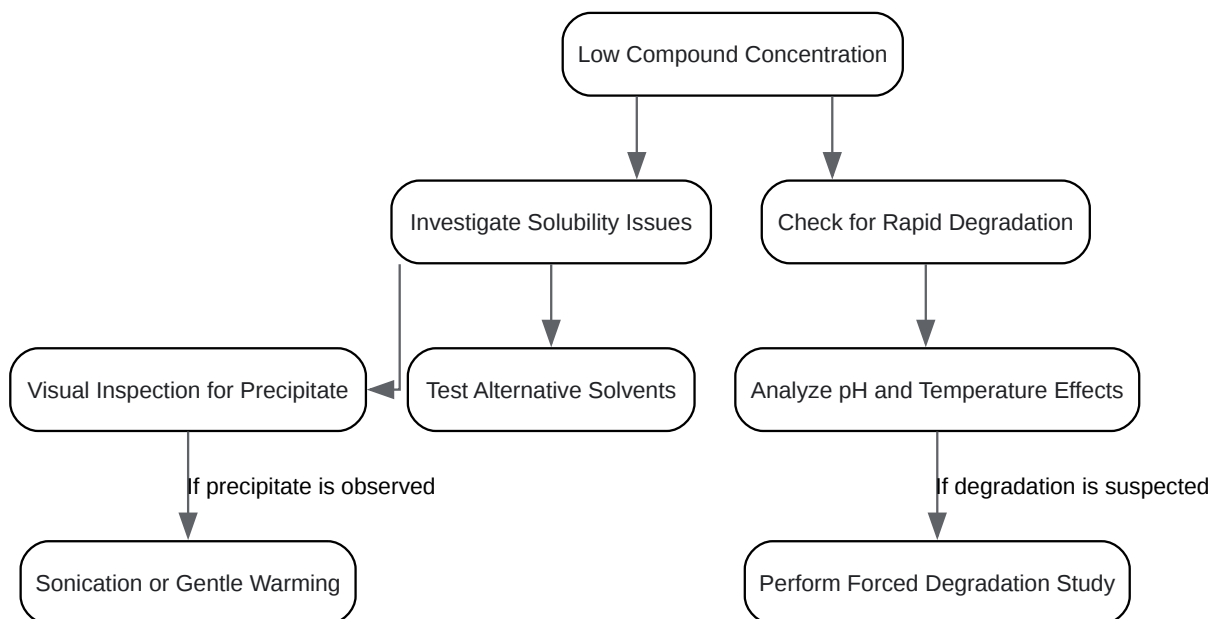 Low Compound Concentration
Investigate Solubility Issues
Check for Rapid Degradation
Visual Inspection for Precipitate
Test Alternative Solvents
Analyze pH and Temperature Effects
If precipitate is observed
If degradation is suspected
Sonication or Gentle Warming
Perform Forced Degradation Study